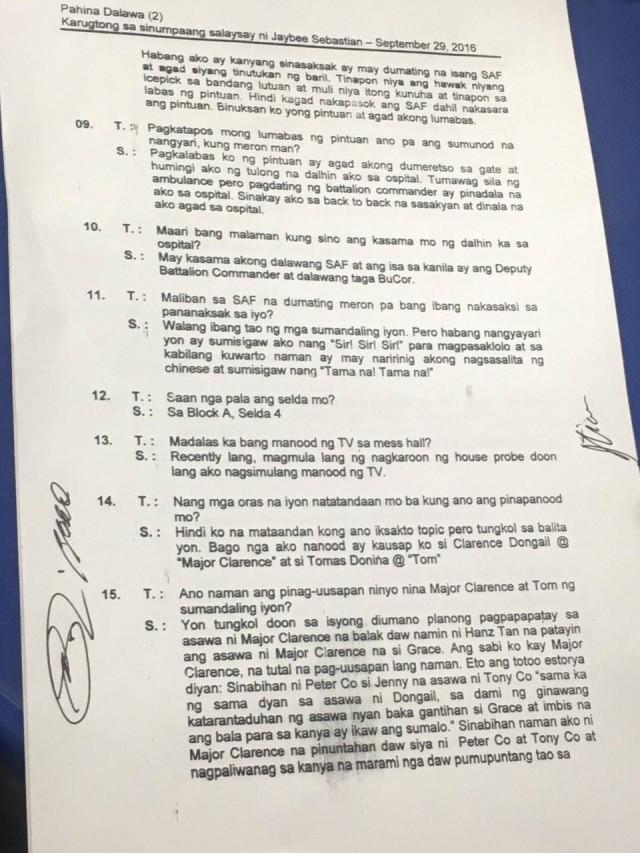 Pahina Dalawa (2)
Karugtong sa sinumpaang salaysay ni Jaybee Sebastian – September 29, 2016
Habang ako ay kanyang sinasaksak ay may dumating na isang SAF
at agad siyang tinutukan ng baril. Tinapon niya ang hawak niyang
icepick sa bandang lutuan at muli niya itong kunuha at tinapon sa
labas ng pintuan. Hindi kagad nakapasok ang SAF dahil nakasara
ang pintuan. Binuksan ko yong pintuan at agad akong lumabas.
09. T. : Pagkatapos mong lumabas ng pintuan ano pa ang sumunod na
nangyari, kung meron man?
S. : Pagkalabas ko ng pintuan ay agad akong dumeretso sa gate at
humingi ako ng tulong na dalhin ako sa ospital. Tumawag sila ng
ambulance pero pagdating ng battalion commander ay pinadala na
ako sa ospital. Sinakay ako sa back to back na sasakyan at dinala na
ako agad sa ospital.
10. T. : Maari bang malaman kung sino ang kasama mo ng dalhin ka sa
ospital?
S. : May kasama akong dalawang SAF at ang isa sa kanila ay ang Deputy
Battalion Commander at dalawang taga BuCor.
11. T. : Maliban sa SAF na dumating meron pa bang ibang nakasaksi sa
pananaksak sa iyo?
S. : Walang ibang tao ng mga sumandaling iyon. Pero habang nangyayari
yon ay sumisigaw ako nang "Sir! Sir! Sir!" para magpasaklolo at sa
kabilang kuwarto naman ay may naririnig akong nagsasalita ng
chinese at sumisigaw nang "Tama na! Tama na!"
12. T. : Saan nga pala ang selda mo?
S. : Sa Block A, Selda 4
13. T. : Madalas ka bang manood ng TV sa mess hall?
S. : Recently lang, magmula lang ng nagkaroon ng house probe doon
lang ako nagsimulang manood ng TV.
14. T. : Nang mga oras na iyon natatandaan mo ba kung ano ang pinapanood
mo?
S. : Hindi ko na mataandan kong ano iksakto topic pero tungkol sa balita
yon. Bago nga ako nanood ay kausap ko si Clarence Dongail @
"Major Clarence" at si Tomas Doniña @ "Tom"
15. T. : Ano naman ang pinag-uusapan ninyo nina Major Clarence at Tom ng
sumandaling iyon?
S. : Yon tungkol doon sa isyong diumano planong pagpapapatay sa
asawa ni Major Clarence na balak daw namin ni Hanz Tan na patayin
ang asawa ni Major Clarence na si Grace. Ang sabi ko kay Major
Clarence, na tutal na pag-uusapan lang naman. Eto ang totoo estorya
diyan: Sinabihan ni Peter Co si Jenny na asawa ni Tony Co "sama ka
ng sama dyan sa asawa ni Dongail, sa dami ng ginawang
katarantaduhan ng asawa nyan baka gantihan si Grace at imbis na
ang bala para sa kanya ay ikaw ang sumalo." Sinabihan naman ako ni
Major Clarence na pinuntahan daw siya ni Peter Co at Tony Co at
nagpaliwanag sa kanya na marami nga daw pumupuntang tao sa